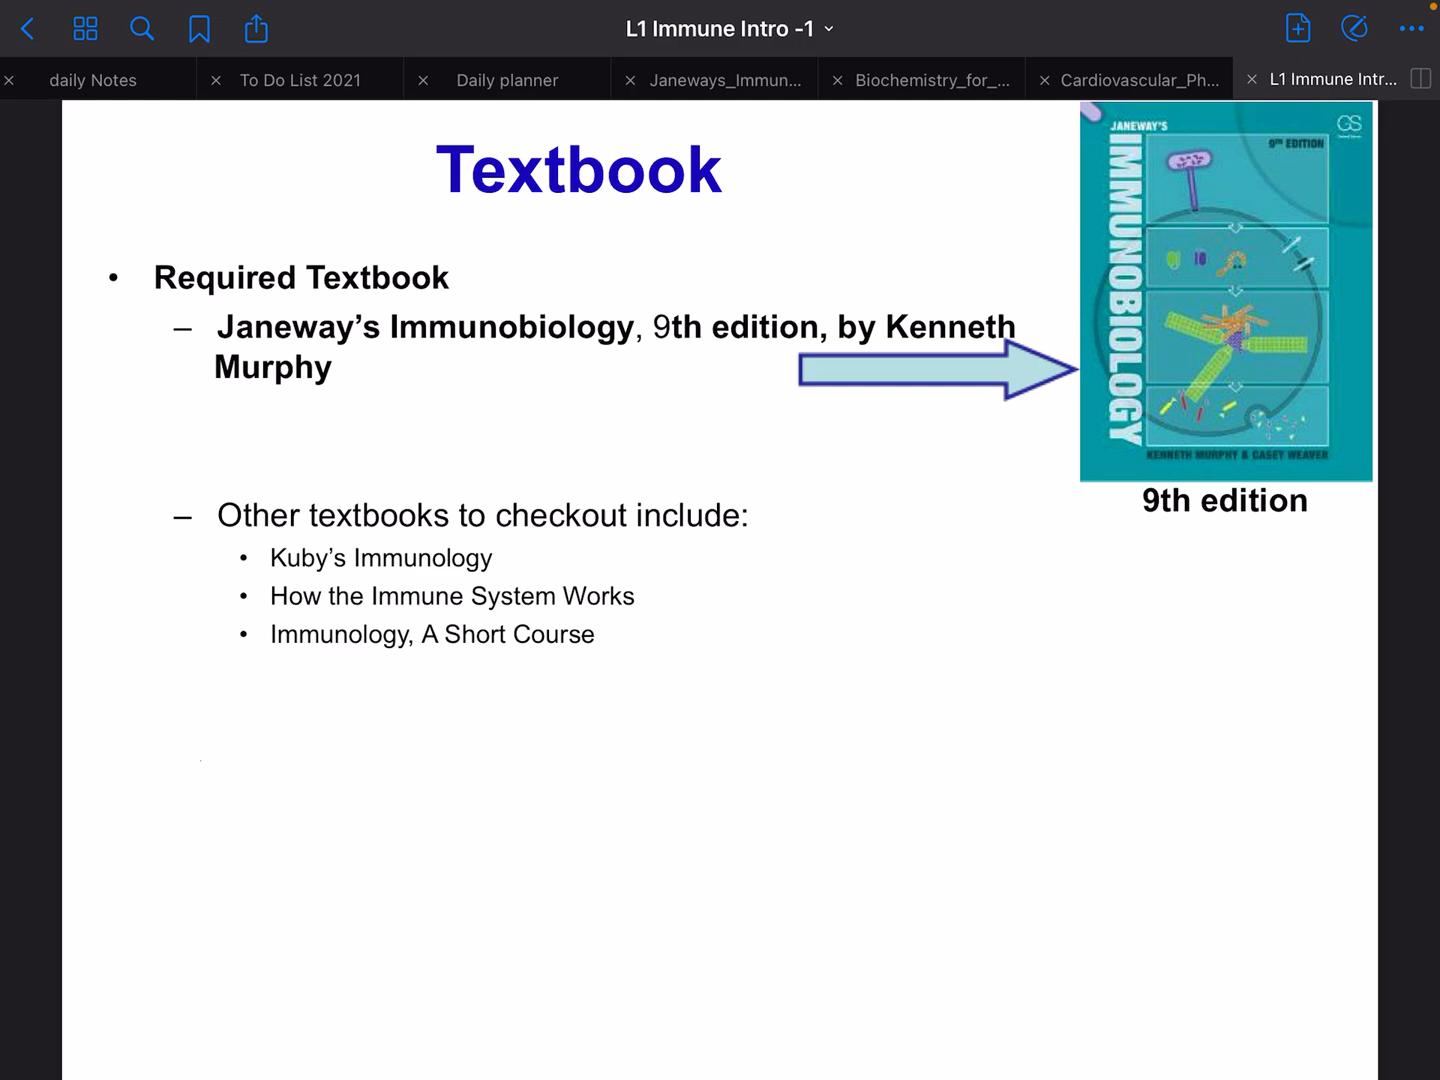 L1 Immune Intro -1
daily Notes
To Do List 2021
Daily planner
Janeways_Immun...
Biochemistry_for_...
Cardiovascular_Ph...
L1 Immune Intr...
Textbook
• Required Textbook
– Janeway’s Immunobiology, 9th edition, by Kenneth
Murphy
– Other textbooks to checkout include:
• Kuby’s Immunology
• How the Immune System Works
• Immunology, A Short Course
JANEWAY'S
IMMUNOBIOLOGY
GS
9TH EDITION
KENNETH MURPHY & CASEY WEAVER
9th edition